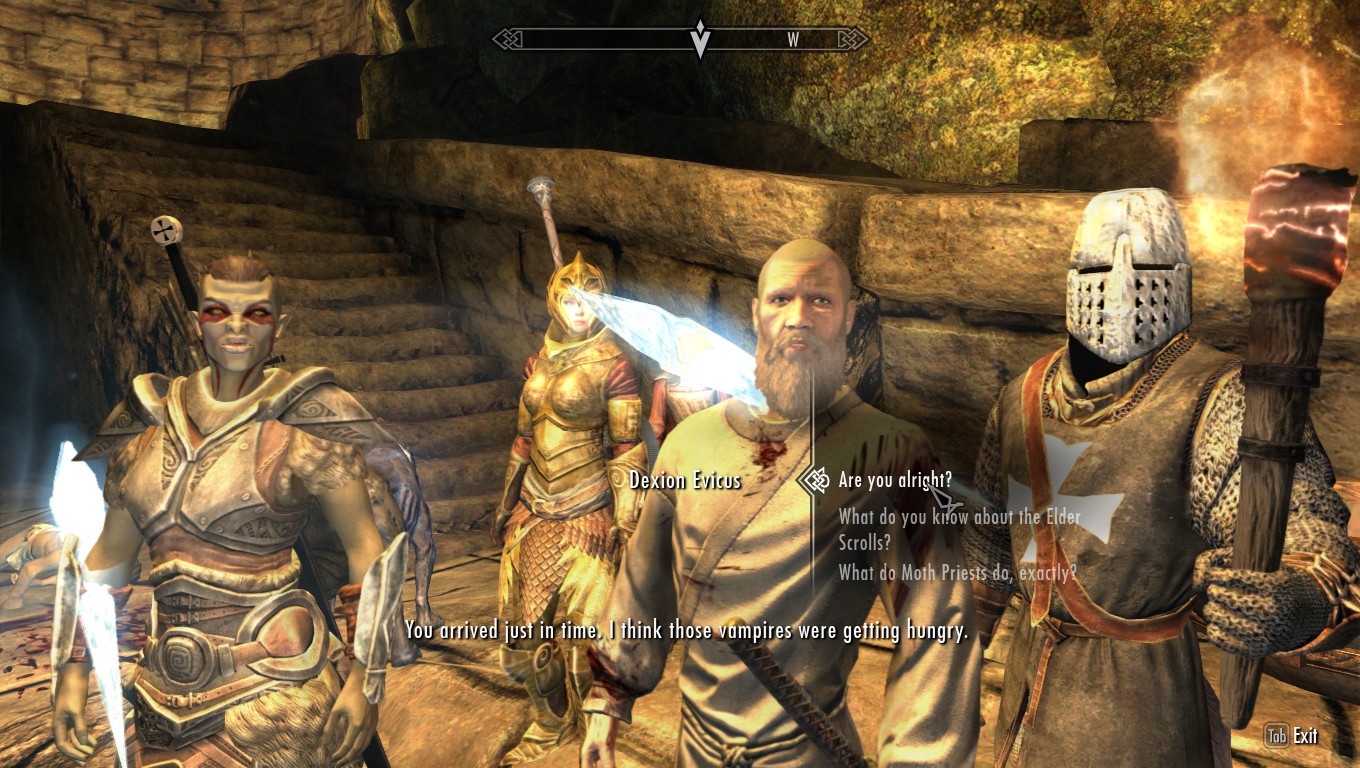 W
Dexion Evicus
Are you alright?
What do you know about the Elder
Scrolls?
What do Moth Priests do, exactly?
You arrived just in time. I think those vampires were getting hungry.
Tab Exit